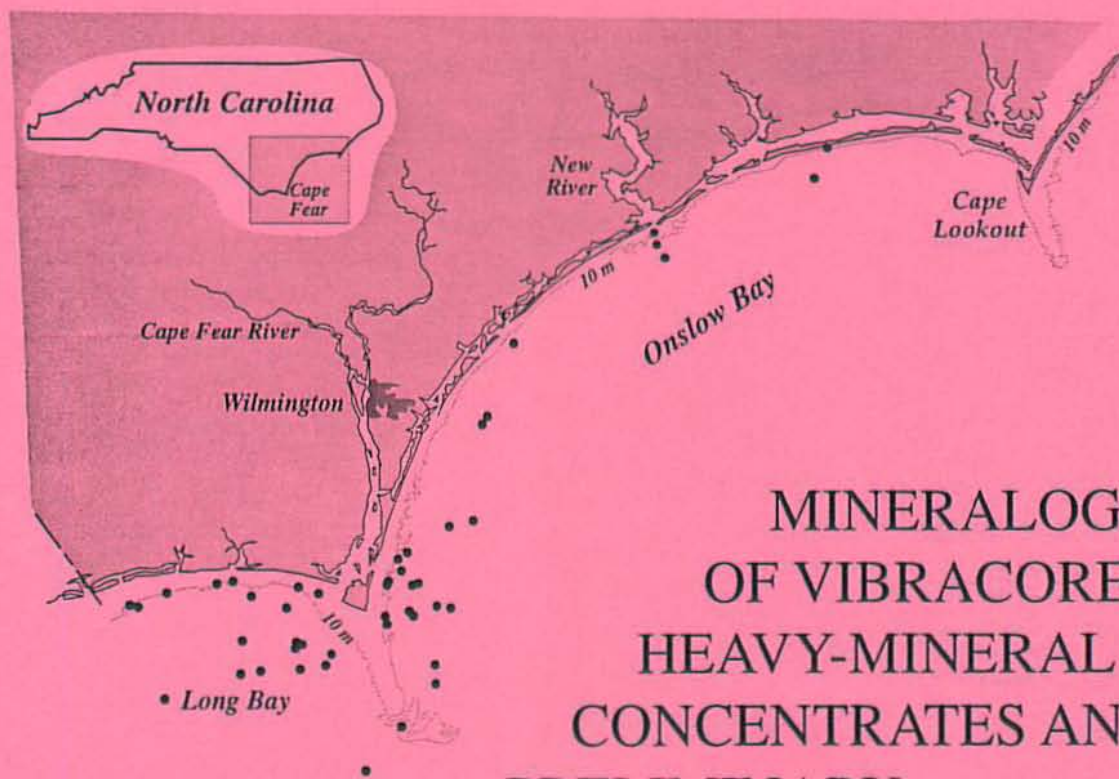 North Carolina
Cape
Fear
New
River
10 m
Cape
Lookout
10 m
Onslow Bay
Cape Fear River
Wilmington
10 m
Long Bay
MINERALOG
OF VIBRACORE
HEAVY-MINERAL
CONCENTRATES AN